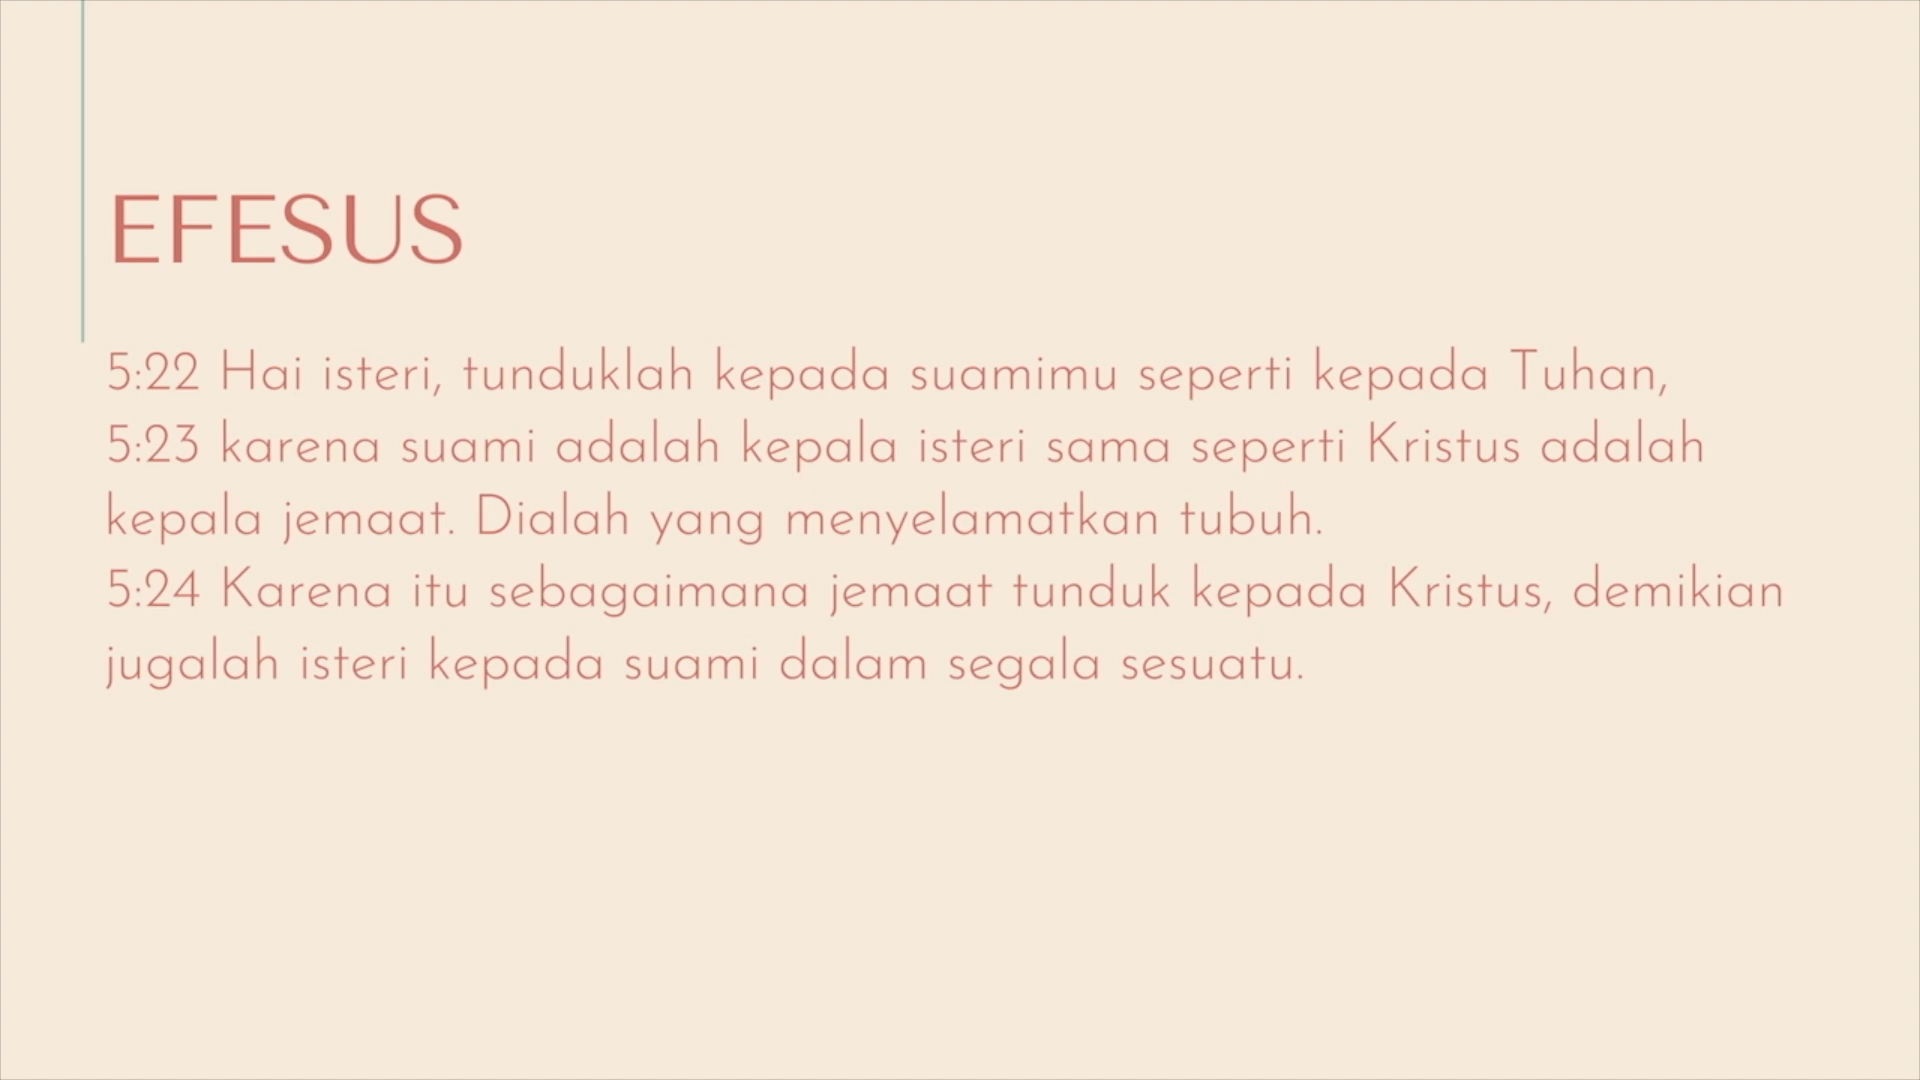 EFESUS
5:22 Hai isteri, tunduklah kepada suamimu seperti kepada Tuhan,
5:23 karena suami adalah kepala isteri sama seperti Kristus adalah
kepala jemaat. Dialah yang menyelamatkan tubuh.
5:24 Karena itu sebagaimana jemaat tunduk kepada Kristus, demikian
jugalah isteri kepada suami dalam segala sesuatu.